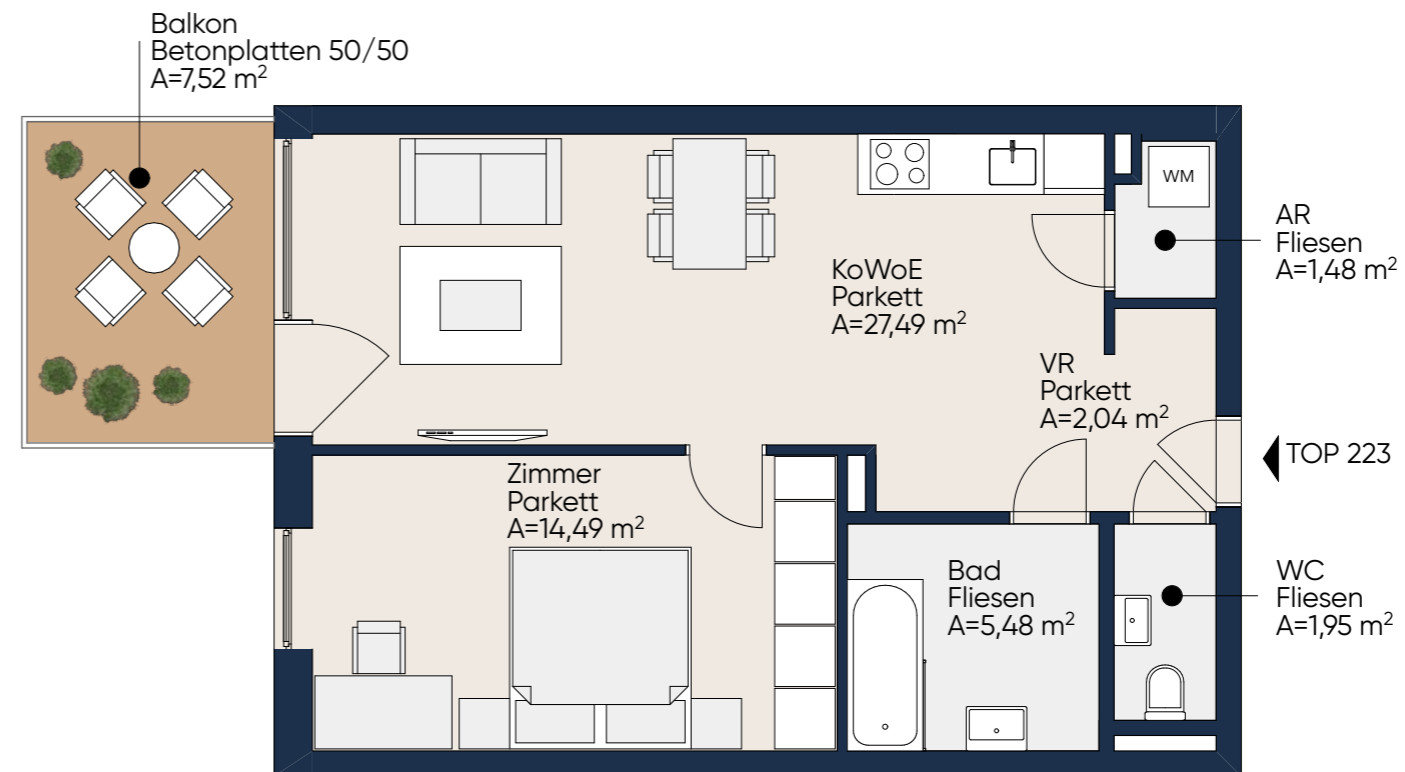 Balkon
Betonplatten 50/50
A=7,52 m²
WM
AR
Fliesen
A=1,48 m²
KoWoE
Parkett
A=27,49 m²
VR
Parkett
A=2,04 m²
TOP 223
Zimmer
Parkett
A=14,49 m²
Bad
Fliesen
A=5,48 m²
WC
Fliesen
A=1,95 m²